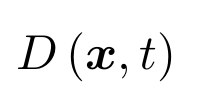 D (𝒙, t)